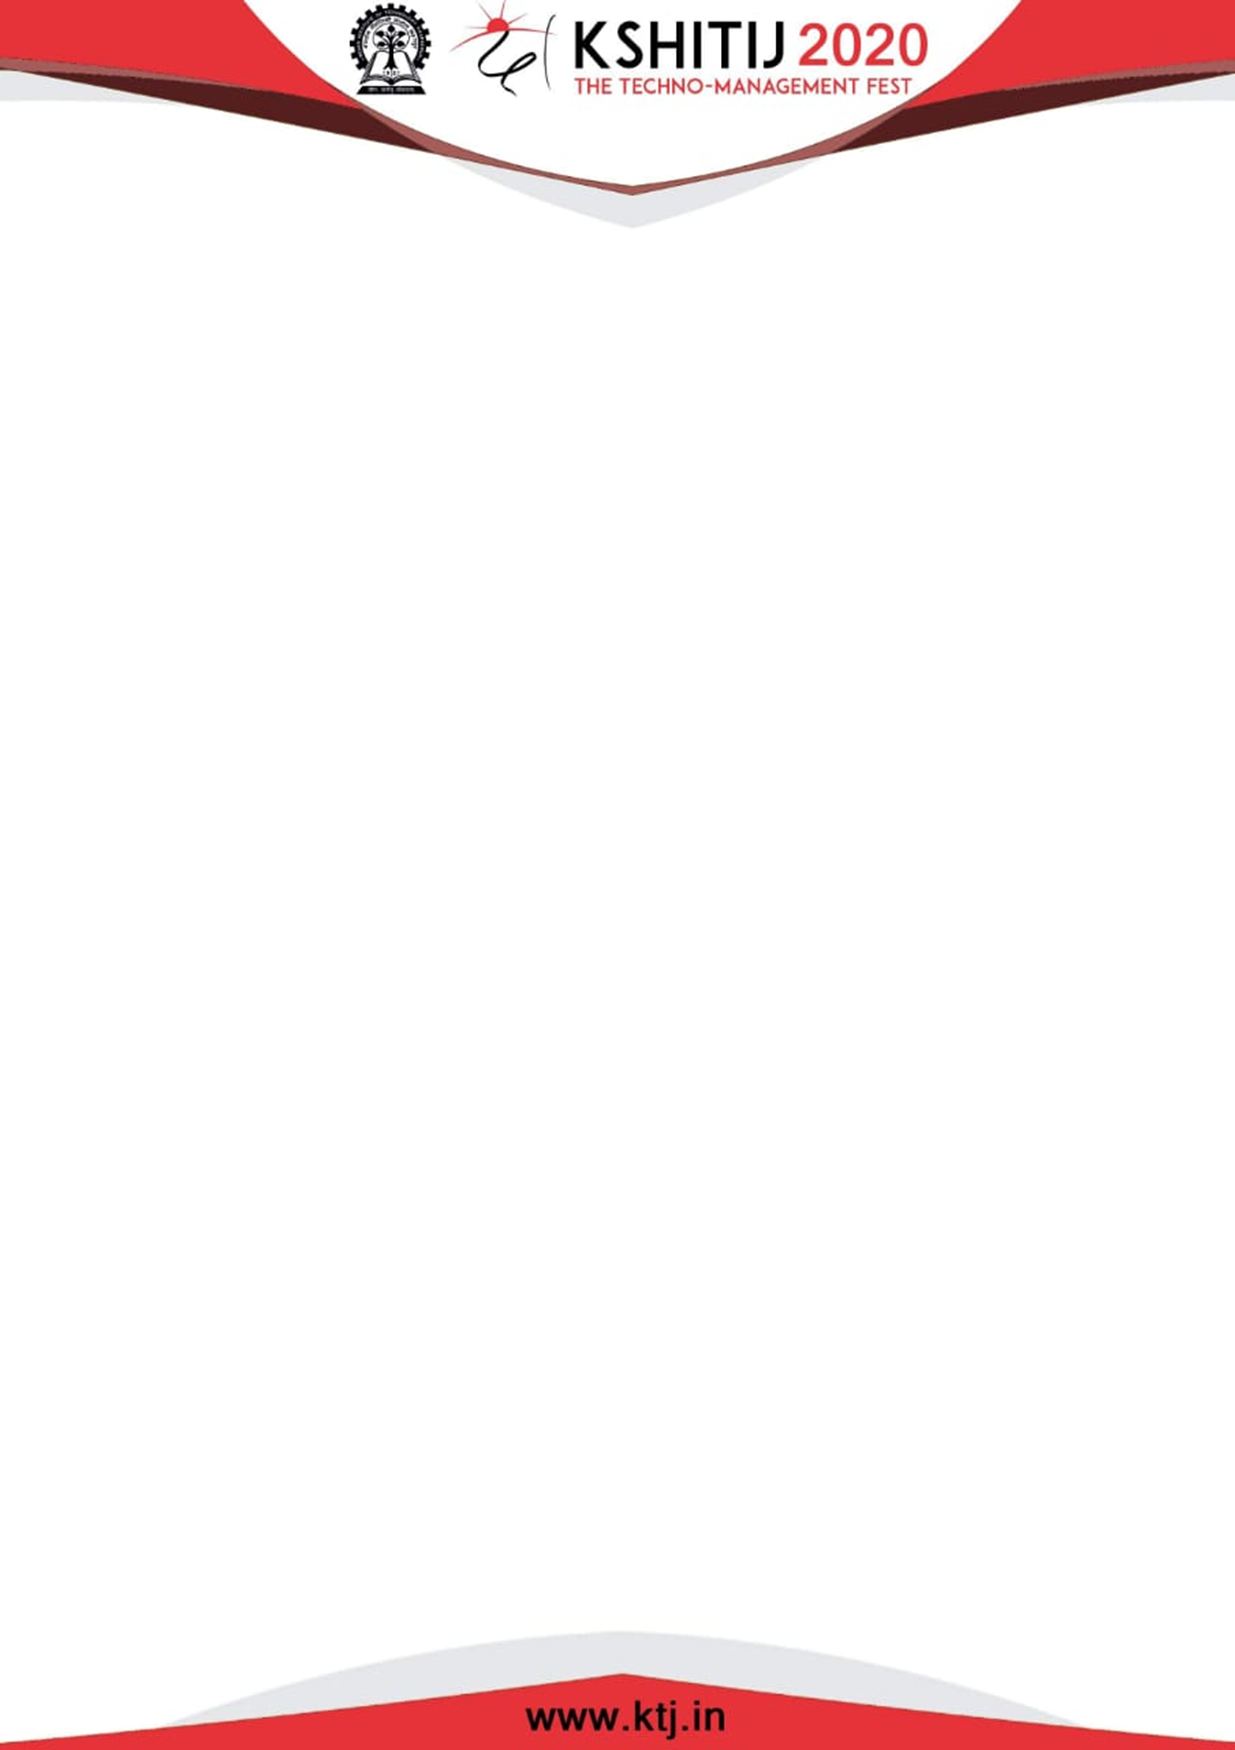 KSHITIJ 2020
THE TECHNO-MANAGEMENT FEST
www.ktj.in